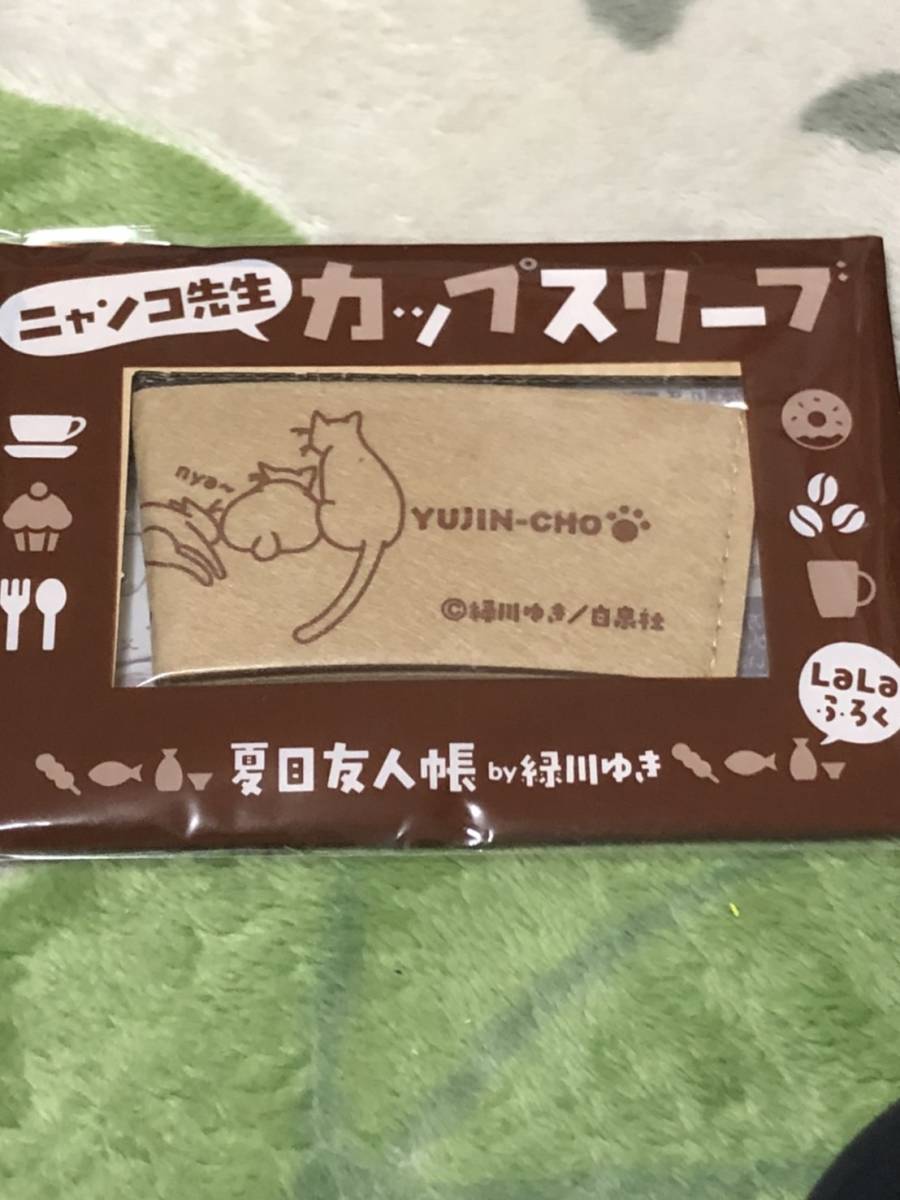 ニャンコ先生
カップスリーブ
nya~
YUJIN-CHO
©緑川ゆき/白泉社
LaLa
ふろく
夏目友人帳 by 緑川ゆき